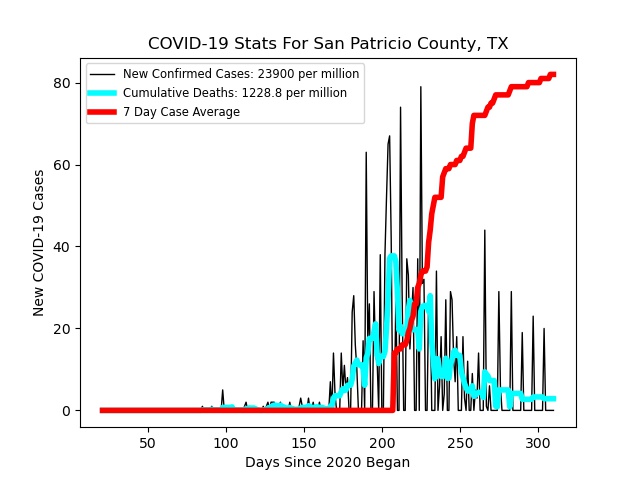 COVID-19 Stats For San Patricio County, TX
New Confirmed Cases: 23900 per million
Cumulative Deaths: 1228.8 per million
7 Day Case Average
New COVID-19 Cases
80
60
40
20
0
50 100 150 200 250 300
Days Since 2020 Began